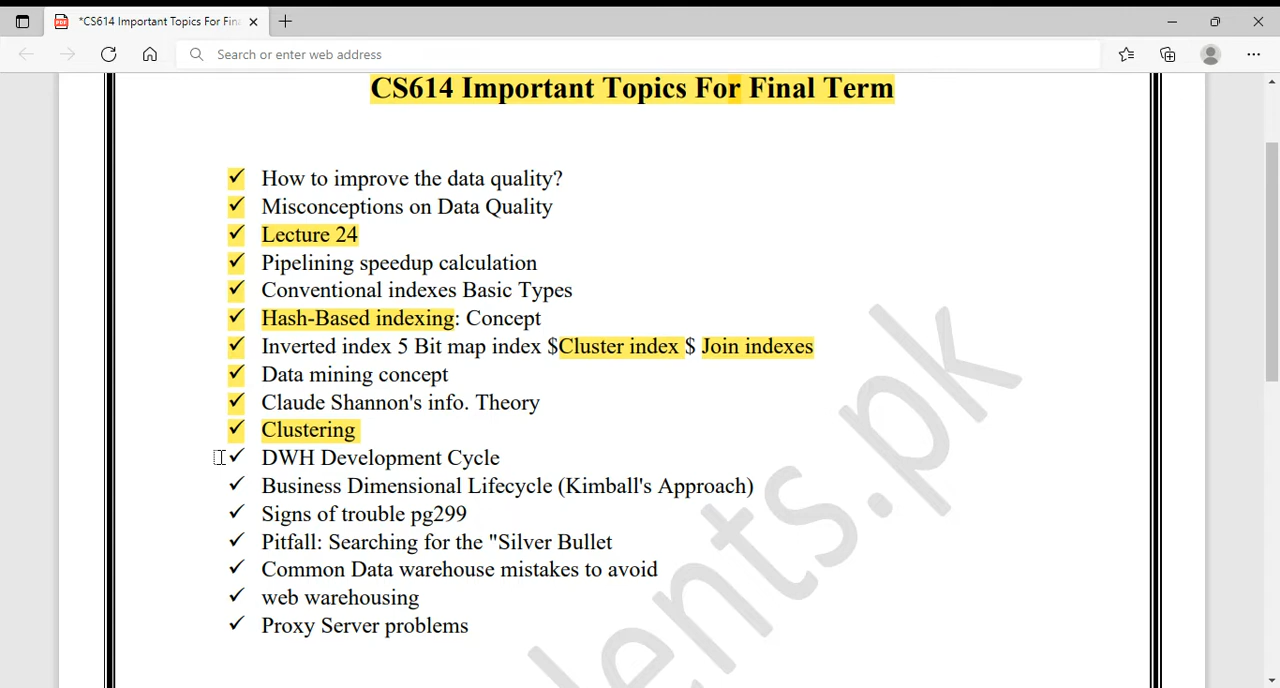 *CS614 Important Topics For Fin
Search or enter web address
CS614 Important Topics For Final Term
✓ How to improve the data quality?
✓ Misconceptions on Data Quality
✓ Lecture 24
✓ Pipelining speedup calculation
✓ Conventional indexes Basic Types
✓ Hash-Based indexing: Concept
✓ Inverted index 5 Bit map index $Cluster index $ Join indexes
✓ Data mining concept
✓ Claude Shannon's info. Theory
✓ Clustering
✓ DWH Development Cycle
✓ Business Dimensional Lifecycle (Kimball's Approach)
✓ Signs of trouble pg299
✓ Pitfall: Searching for the "Silver Bullet
✓ Common Data warehouse mistakes to avoid
✓ web warehousing
✓ Proxy Server problems
dents.pk